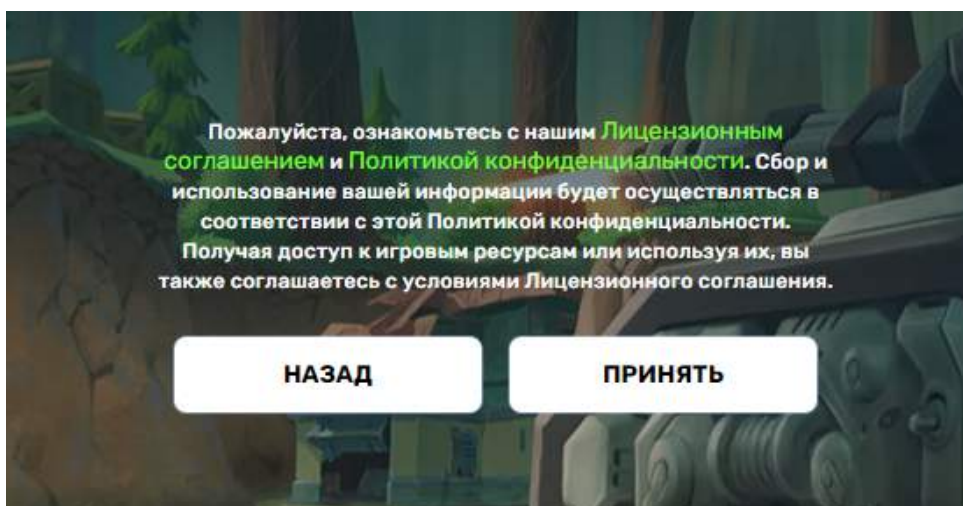 Пожалуйста, ознакомьтесь с нашим Лицензионным
соглашением и Политикой конфиденциальности. Сбор и
использование вашей информации будет осуществляться в
соответствии с этой Политикой конфиденциальности.
Получая доступ к игровым ресурсам или используя их, вы
также соглашаетесь с условиями Лицензионного соглашения.
НАЗАД
ПРИНЯТЬ